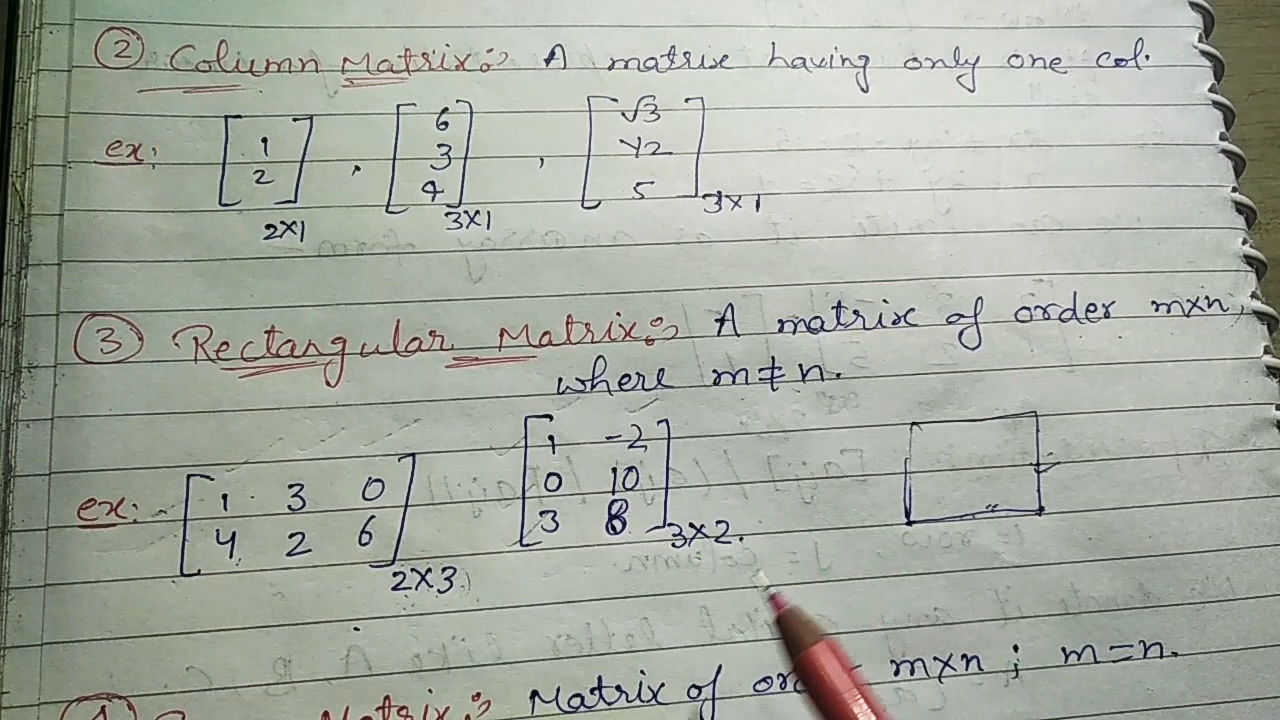 ② Column Matrix:> A matrix having only one col.
ex: [1 2] 2×1 , [6 3 4] 3×1 , [√3 1/2 5] 3×1
③ Rectangular Matrix:> A matrix of order m×n,
where m≠n.
ex:- [1 3 0
4 2 6] 2×3
[1 -2
0 10
3 8] 3×2.
Matrix:> Matrix of m×n ; m=n.